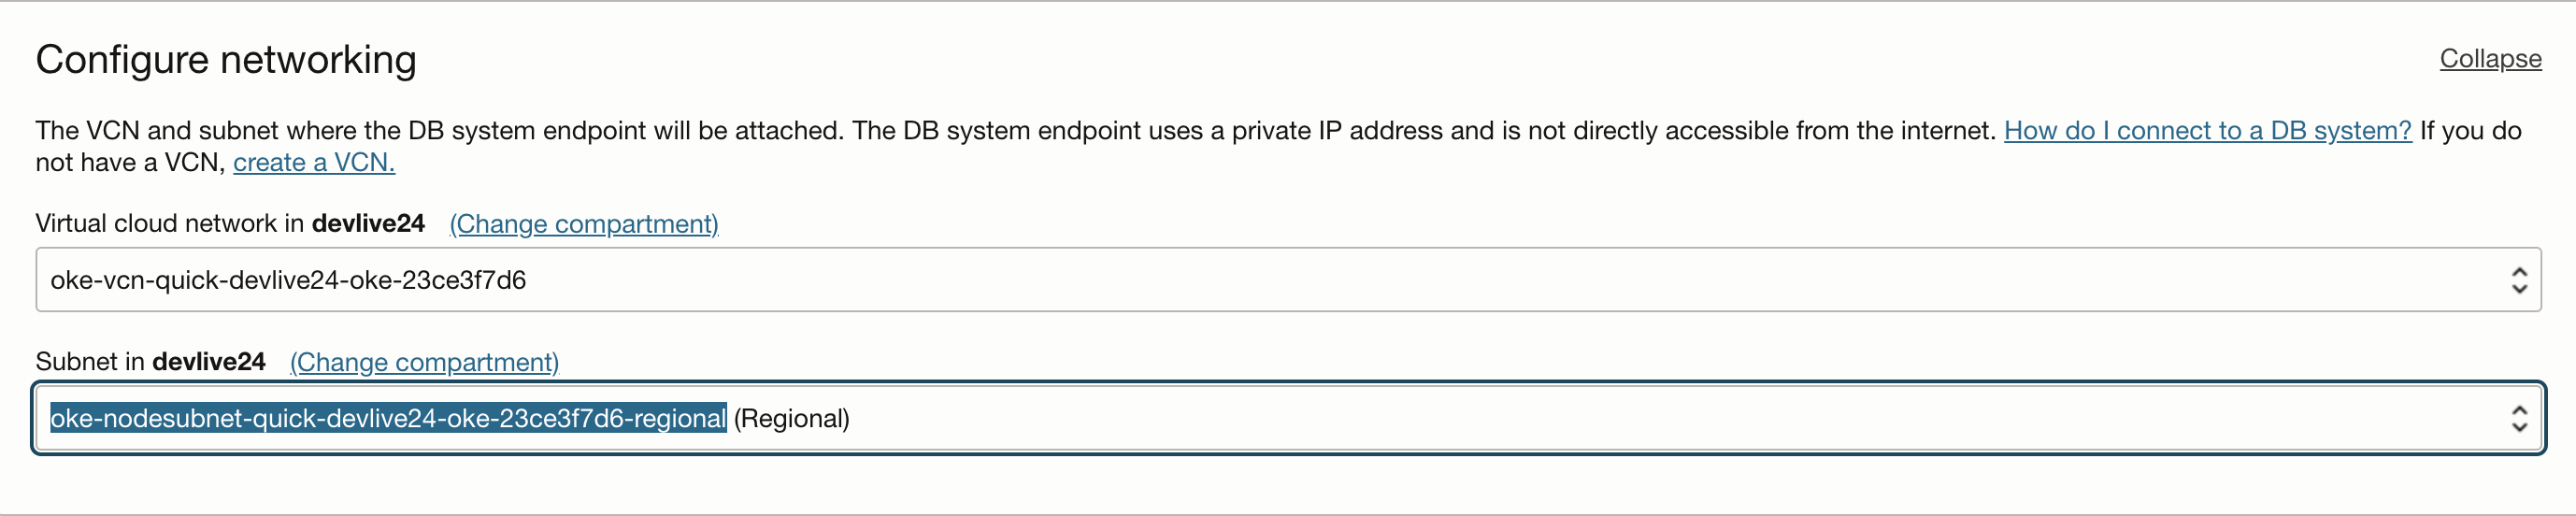 Configure networking
Collapse
The VCN and subnet where the DB system endpoint will be attached. The DB system endpoint uses a private IP address and is not directly accessible from the internet. How do I connect to a DB system? If you do
not have a VCN, create a VCN.
Virtual cloud network in devlive24 (Change compartment)
oke-vcn-quick-devlive24-oke-23ce3f7d6
Subnet in devlive24 (Change compartment)
oke-nodesubnet-quick-devlive24-oke-23ce3f7d6-regional (Regional)